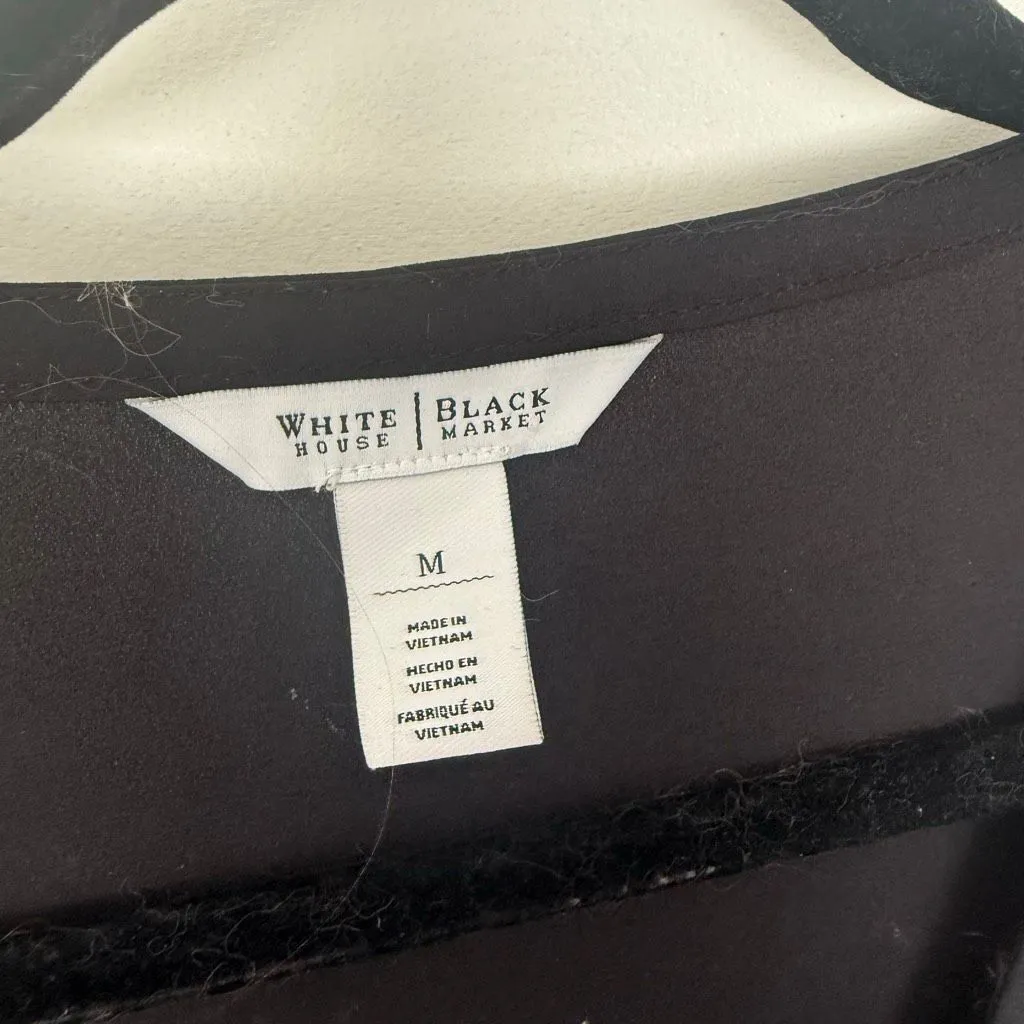 WHITE | BLACK
HOUSE | MARKET
M
MADE IN
VIETNAM
HECHO EN
VIETNAM
FABRIQUÉ AU
VIETNAM